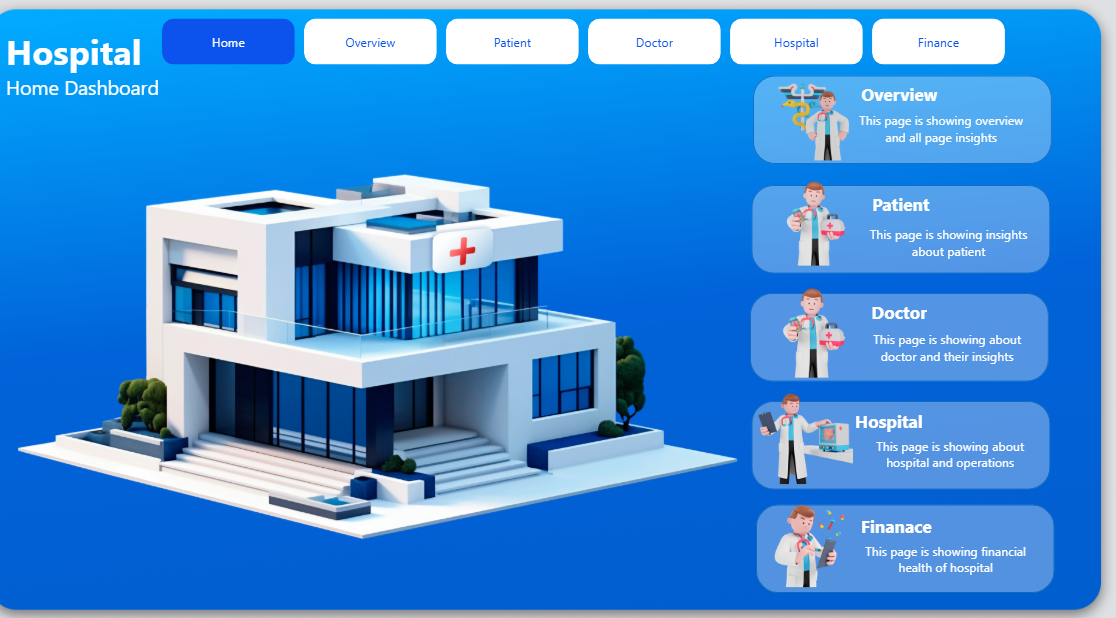 Hospital
Home Dashboard
Home
Overview
Patient
Doctor
Hospital
Finance
Overview
This page is showing overview
and all page insights
Patient
This page is showing insights
about patient
Doctor
This page is showing about
doctor and their insights
Hospital
This page is showing about
hospital and operations
Finanace
This page is showing financial
health of hospital